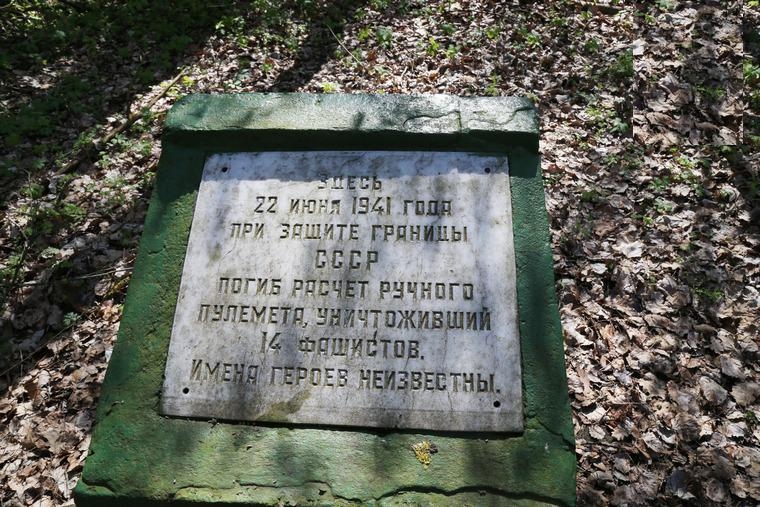 ЗДЕСЬ
22 ИЮНЯ 1941 ГОДА
ПРИ ЗАЩИТЕ ГРАНИЦЫ
СССР
ПОГИБ РАСЧЕТ РУЧНОГО
ПУЛЕМЕТА, УНИЧТОЖИВШИЙ
14 ФАШИСТОВ.
ИМЕНА ГЕРОЕВ НЕИЗВЕСТНЫ.